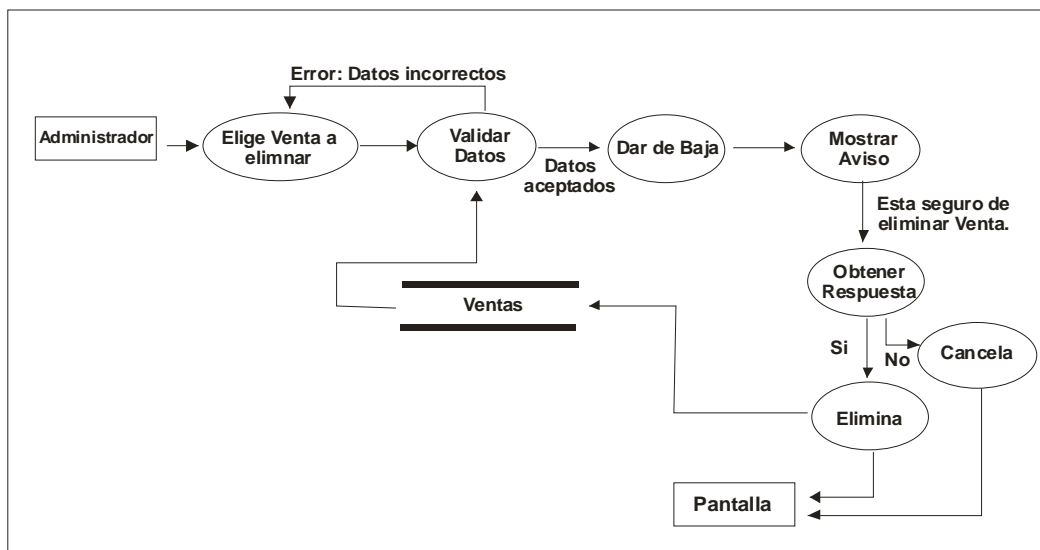 Error: Datos incorrectos
Administrador
Elige Venta a
elimnar
Validar
Datos
Datos
aceptados
Dar de Baja
Mostrar
Aviso
Esta seguro de
eliminar Venta.
Obtener
Respuesta
Ventas
Si
No
Cancela
Elimina
Pantalla